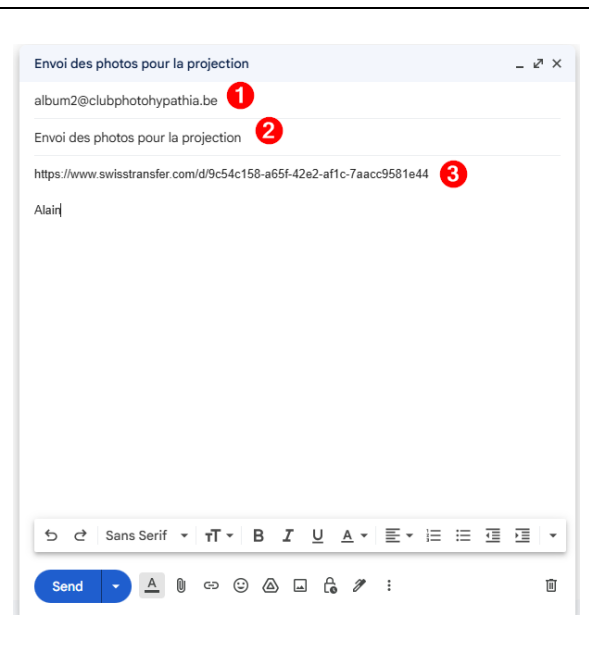 Envoi des photos pour la projection
album2@clubphotohypathia.be 1
Envoi des photos pour la projection 2
https://www.swisstransfer.com/d/9c54c158-a65f-42e2-af1c-7aacc9581e44 3
Alain
Sans Serif
B I U A
Send A